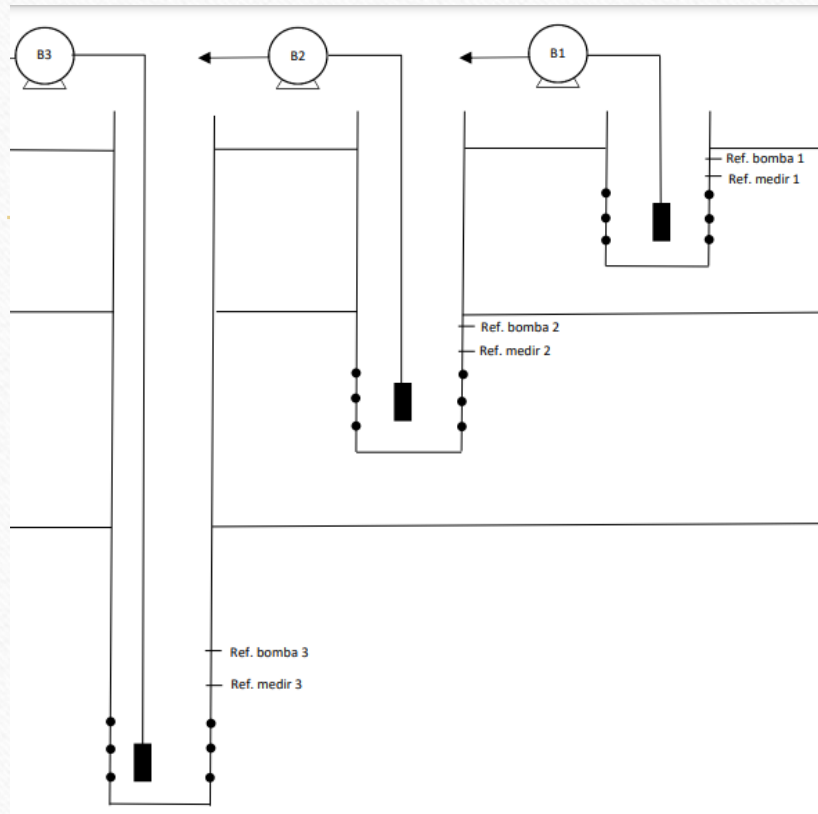 B3
B2
B1
Ref. bomba 1
Ref. medir 1
Ref. bomba 2
Ref. medir 2
Ref. bomba 3
Ref. medir 3